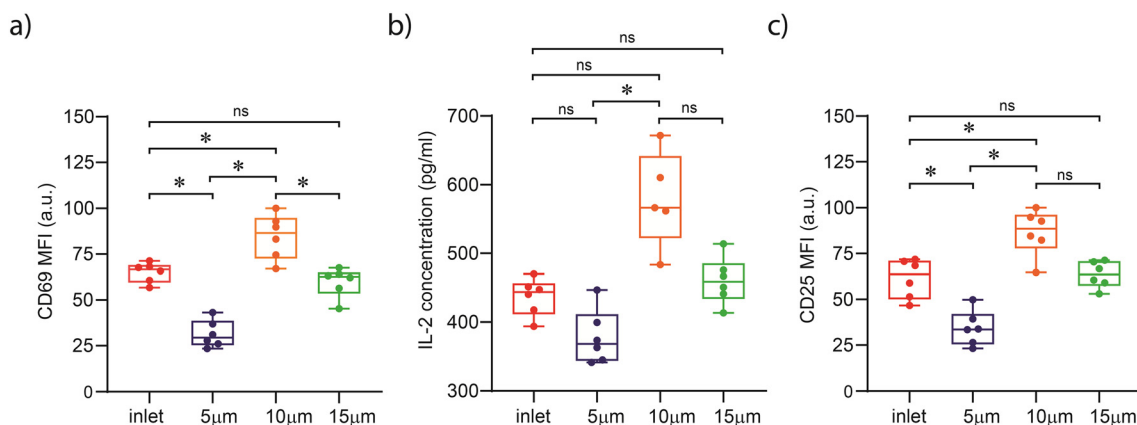 a)
ns
*
*
*
*
150
125
100
75
50
25
0
CD69 MFI (a.u.)
inlet 5μm 10μm 15μm
b)
ns
ns
ns
*
ns
700
600
500
400
300
IL-2 concentration (pg/ml)
inlet 5μm 10μm 15μm
c)
ns
*
*
*
ns
150
125
100
75
50
25
0
CD25 MFI (a.u.)
inlet 5μm 10μm 15μm